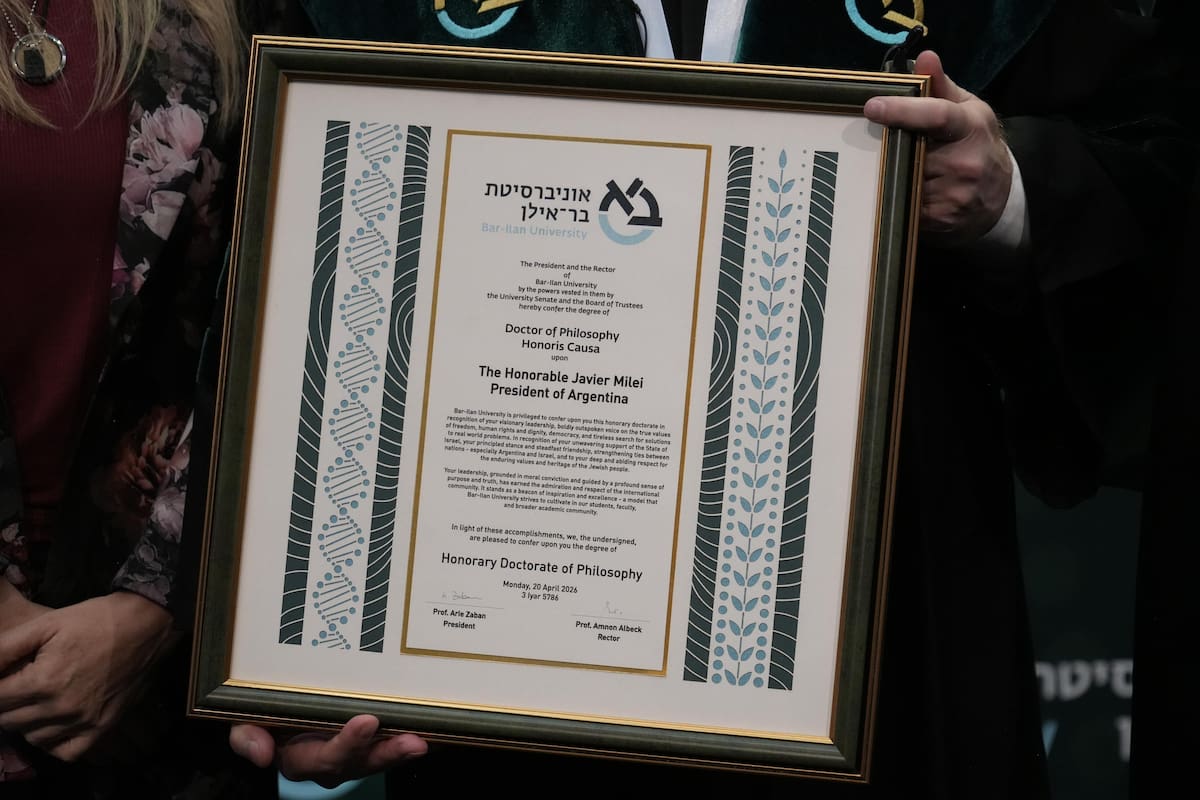 אוניברסיטת
בר־אילן
Bar-Ilan University
The President and the Rector
of
Bar-Ilan University
by the powers vested in them by
the University Senate and the Board of Trustees
hereby confer the degree of
Doctor of Philosophy
Honoris Causa
upon
The Honorable Javier Milei
President of Argentina
Bar-Ilan University is privileged to confer upon you this honorary doctorate in
recognition of your visionary leadership, boldly outspoken voice on the true values
of freedom, human rights and dignity, democracy, and tireless search for solutions
to real world problems. In recognition of your unwavering support of the State of
Israel, your principled stance and steadfast friendship, strengthening ties between
nations - especially Argentina and Israel, and to your deep and abiding respect for
the enduring values and heritage of the Jewish people.
Your leadership, grounded in moral conviction and guided by a profound sense of
purpose and truth, has earned the admiration and respect of the international
community. It stands as a beacon of inspiration and excellence - a model that
Bar-Ilan University strives to cultivate in our students, faculty,
and broader academic community.
In light of these accomplishments, we, the undersigned,
are pleased to confer upon you the degree of
Honorary Doctorate of Philosophy
Monday, 20 April 2026
3 Iyar 5786
Prof. Arie Zaban
President
Prof. Amnon Albeck
Rector